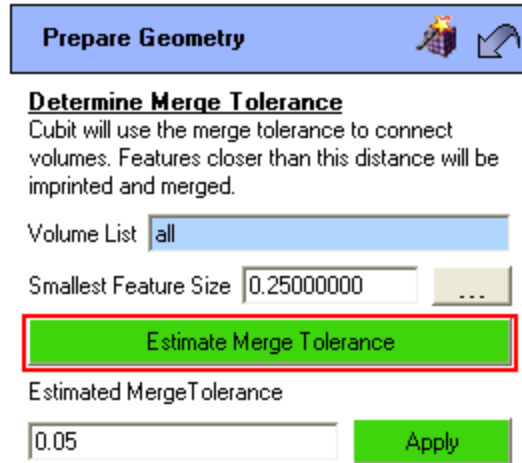 Prepare Geometry
Determine Merge Tolerance
Cubit will use the merge tolerance to connect
volumes. Features closer than this distance will be
imprinted and merged.
Volume List all
Smallest Feature Size 0.25000000 ...
Estimate Merge Tolerance
Estimated MergeTolerance
0.05 Apply